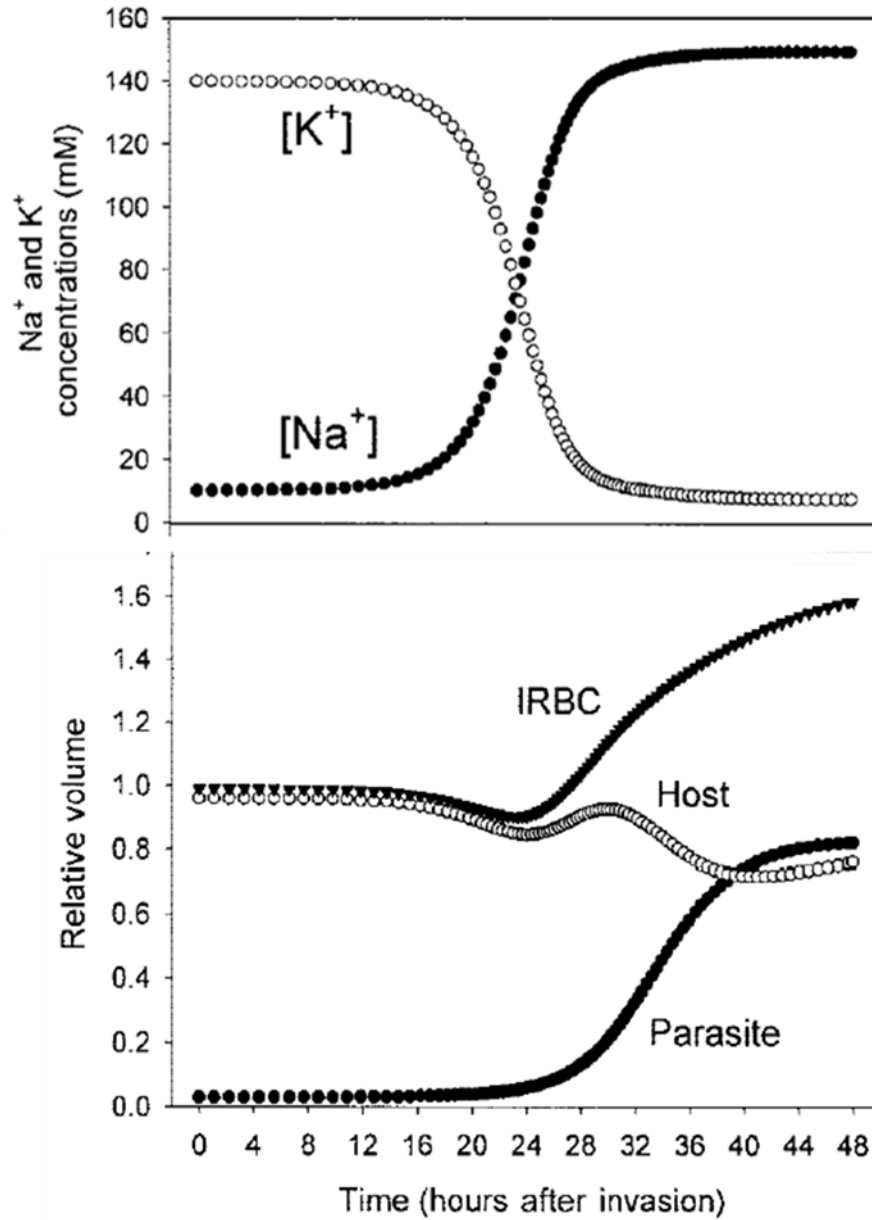 160
140
120
100
80
60
40
20
0
Na⁺ and K⁺
concentrations (mM)
[K⁺]
[Na⁺]
1.6
1.4
1.2
1.0
0.8
0.6
0.4
0.2
0.0
Relative volume
IRBC
Host
Parasite
0 4 8 12 16 20 24 28 32 36 40 44 48
Time (hours after invasion)